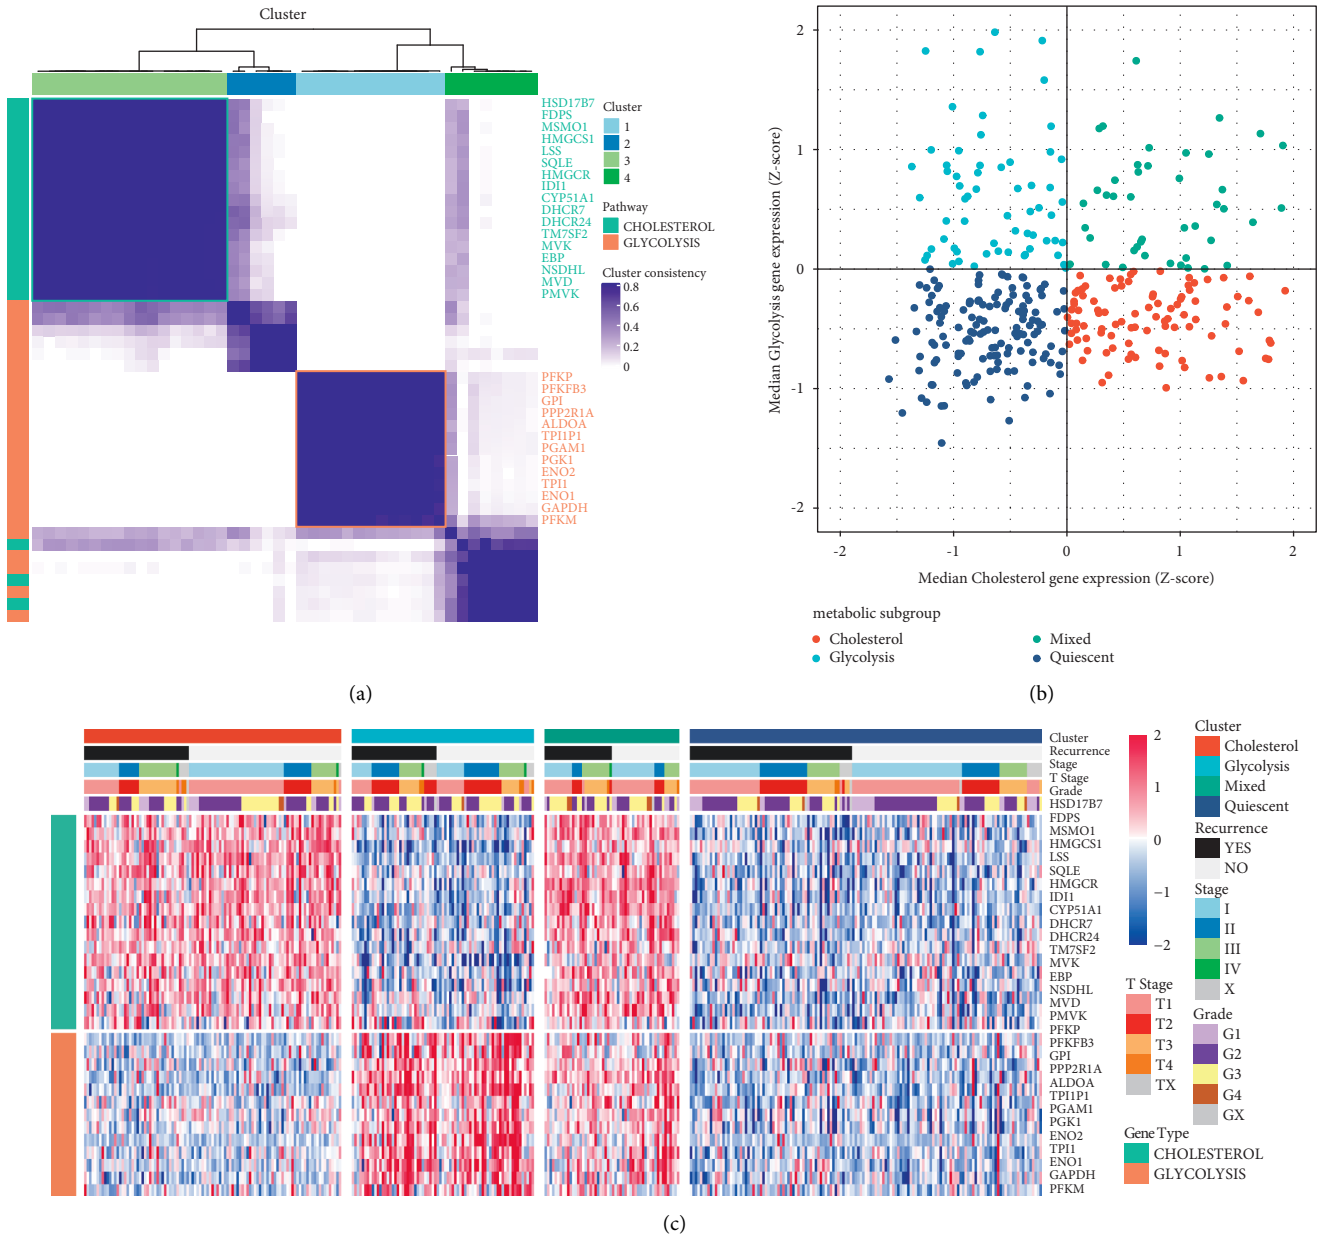 Cluster
HSD17B7
FDPS
MSMO1
HMGCS1
LSS
SQLE
HMGCR
IDI1
CYP51A1
DHCR7
DHCR24
TM7SF2
MVK
EBP
NSDHL
MVD
PMVK
PFKP
PFKFB3
GPI
PPP2R1A
ALDOA
TPI1P1
PGAM1
PGK1
ENO2
TPI1
ENO1
GAPDH
PFKM
Cluster
1
2
3
4
Pathway
CHOLESTEROL
GLYCOLYSIS
Cluster consistency
0.8
0.6
0.4
0.2
0
(a)
Median Glycolysis gene expression (Z-score)
2
1
0
-1
-2
-2
-1
0
1
2
Median Cholesterol gene expression (Z-score)
metabolic subgroup
Cholesterol
Mixed
Glycolysis
Quiescent
(b)
Cluster
Recurrence
Stage
T Stage
Grade
HSD17B7
FDPS
MSMO1
HMGCS1
LSS
SQLE
HMGCR
IDI1
CYP51A1
DHCR7
DHCR24
TM7SF2
MVK
EBP
NSDHL
MVD
PMVK
PFKP
PFKFB3
GPI
PPP2R1A
ALDOA
TPI1P1
PGAM1
PGK1
ENO2
TPI1
ENO1
GAPDH
PFKM
2
1
0
−1
−2
T Stage
T1
T2
T3
T4
TX
Cluster
Cholesterol
Glycolysis
Mixed
Quiescent
Recurrence
YES
NO
Stage
I
II
III
IV
X
Grade
G1
G2
G3
G4
GX
Gene Type
CHOLESTEROL
GLYCOLYSIS
(c)